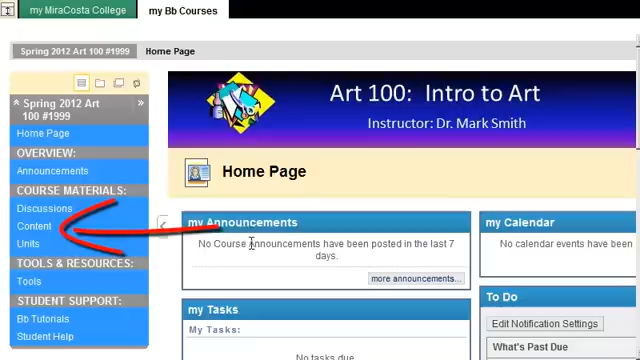 my MiraCosta College
my Bb Courses
Spring 2012 Art 100 #1999
Home Page
Spring 2012 Art
100 #1999
Home Page
OVERVIEW:
Announcements
COURSE MATERIALS:
Discussions
Content
Units
TOOLS & RESOURCES:
Tools
STUDENT SUPPORT:
Bb Tutorials
Student Help
Art 100: Intro to Art
Instructor: Dr. Mark Smith
Home Page
my Announcements
No Course Announcements have been posted in the last 7
days.
more announcements...
my Tasks
My Tasks:
No tasks due
my Calendar
No calendar events have been
To Do
Edit Notification Settings
What's Past Due